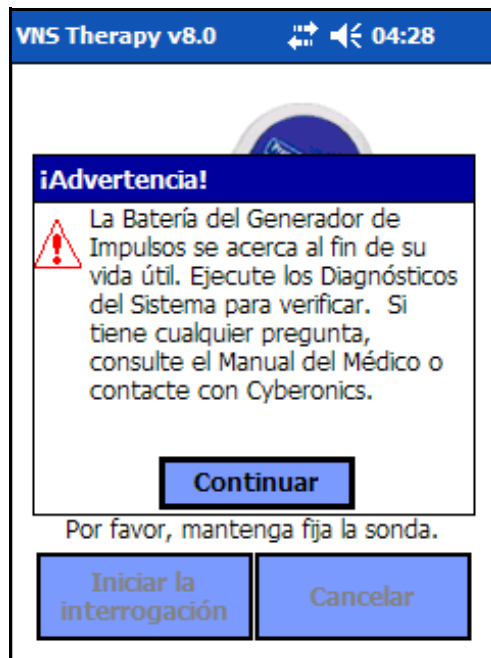 VNS Therapy v8.0 04:28
¡Advertencia!
La Batería del Generador de
Impulsos se acerca al fin de su
vida útil. Ejecute los Diagnósticos
del Sistema para verificar.  Si
tiene cualquier pregunta,
consulte el Manual del Médico o
contacte con Cyberonics.
Continuar
Por favor, mantenga fija la sonda.
Iniciar la
interrogación
Cancelar